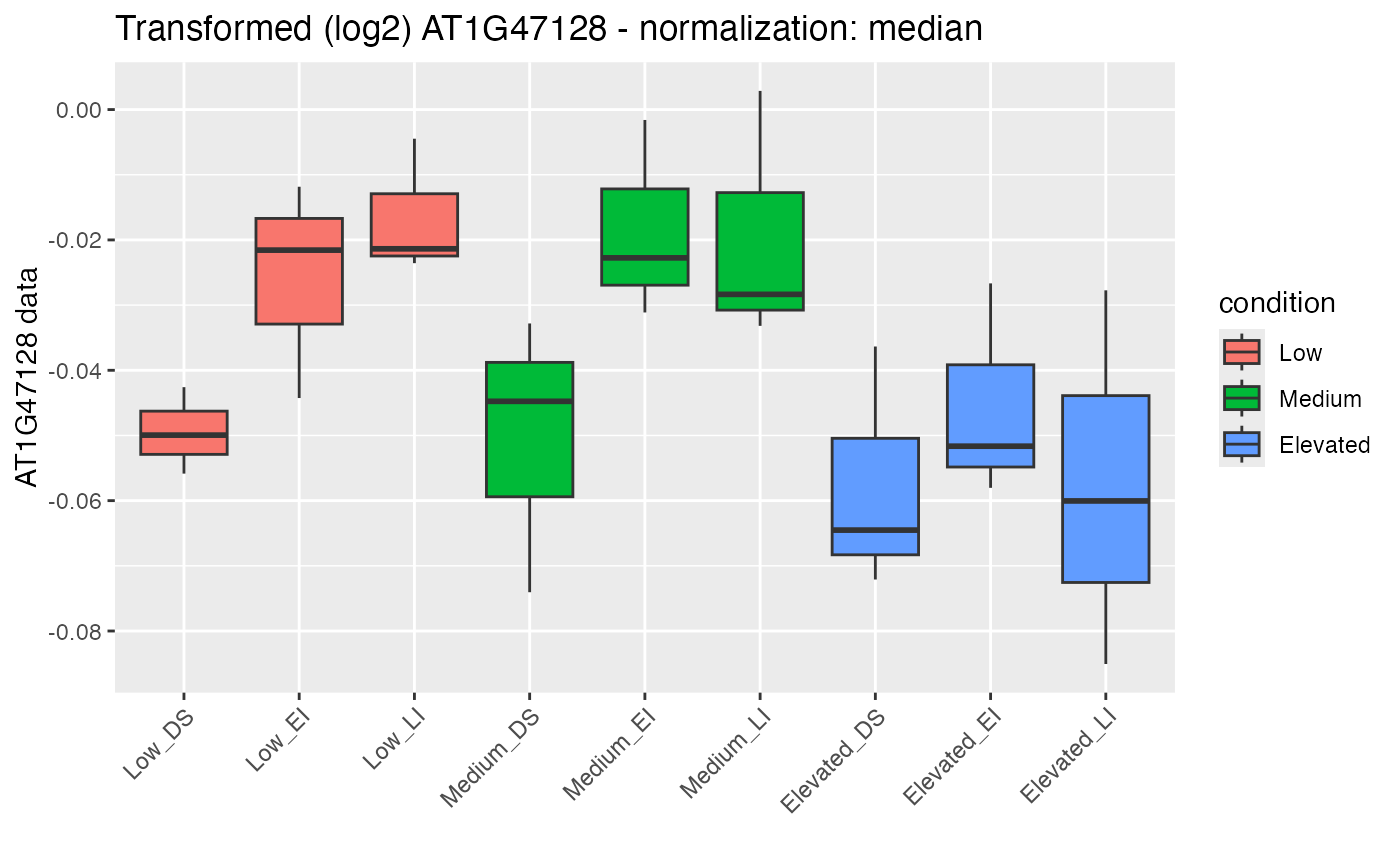 Transformed (log2) AT1G47128 - normalization: median
AT1G47128 data
0.00
-0.02
-0.04
-0.06
-0.08
Low_DS
Low_EI
Low_LI
Medium_DS
Medium_EI
Medium_LI
Elevated_DS
Elevated_EI
Elevated_LI
condition
Low
Medium
Elevated